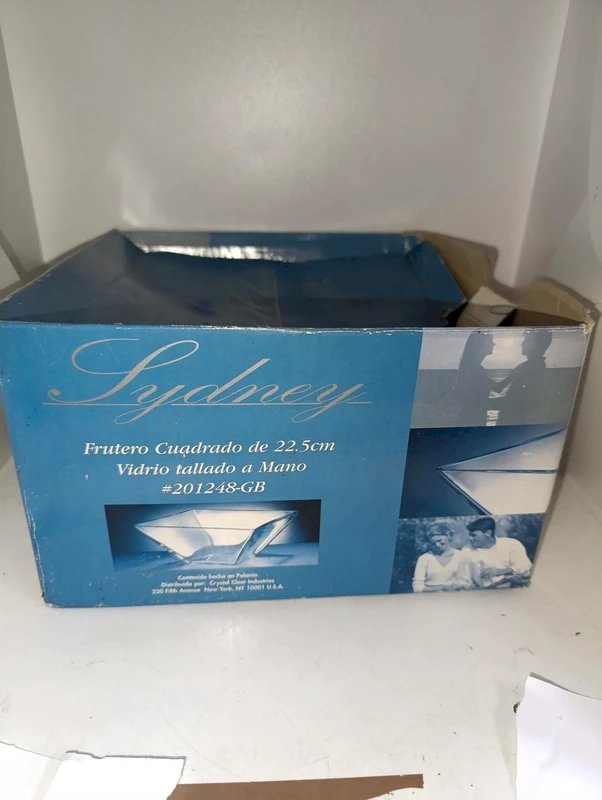 Sydney
Frutero Cuadrado de 22.5cm
Vidrio tallado a Mano
#201248-GB
Contenido hecho en Polonia
Distribuido por: Crystal Clear Industries
230 Fifth Avenue New York, NY 10001 U.S.A.